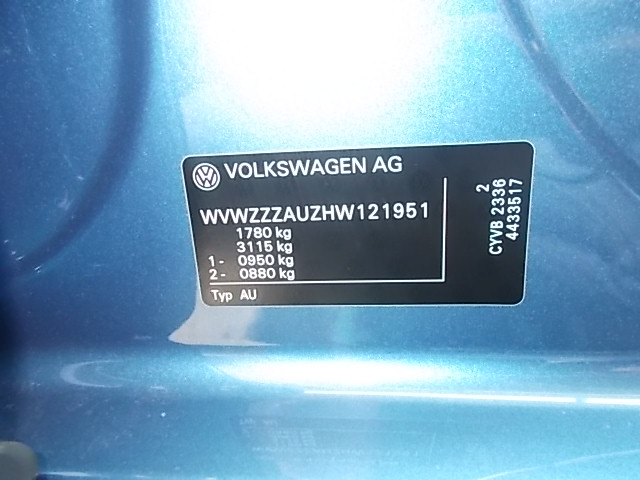 VOLKSWAGEN AG
WVWZZZAUZHW121951
1780 kg
3115 kg
1- 0950 kg
2- 0880 kg
Typ AU
2
CYVB 2336
4433517